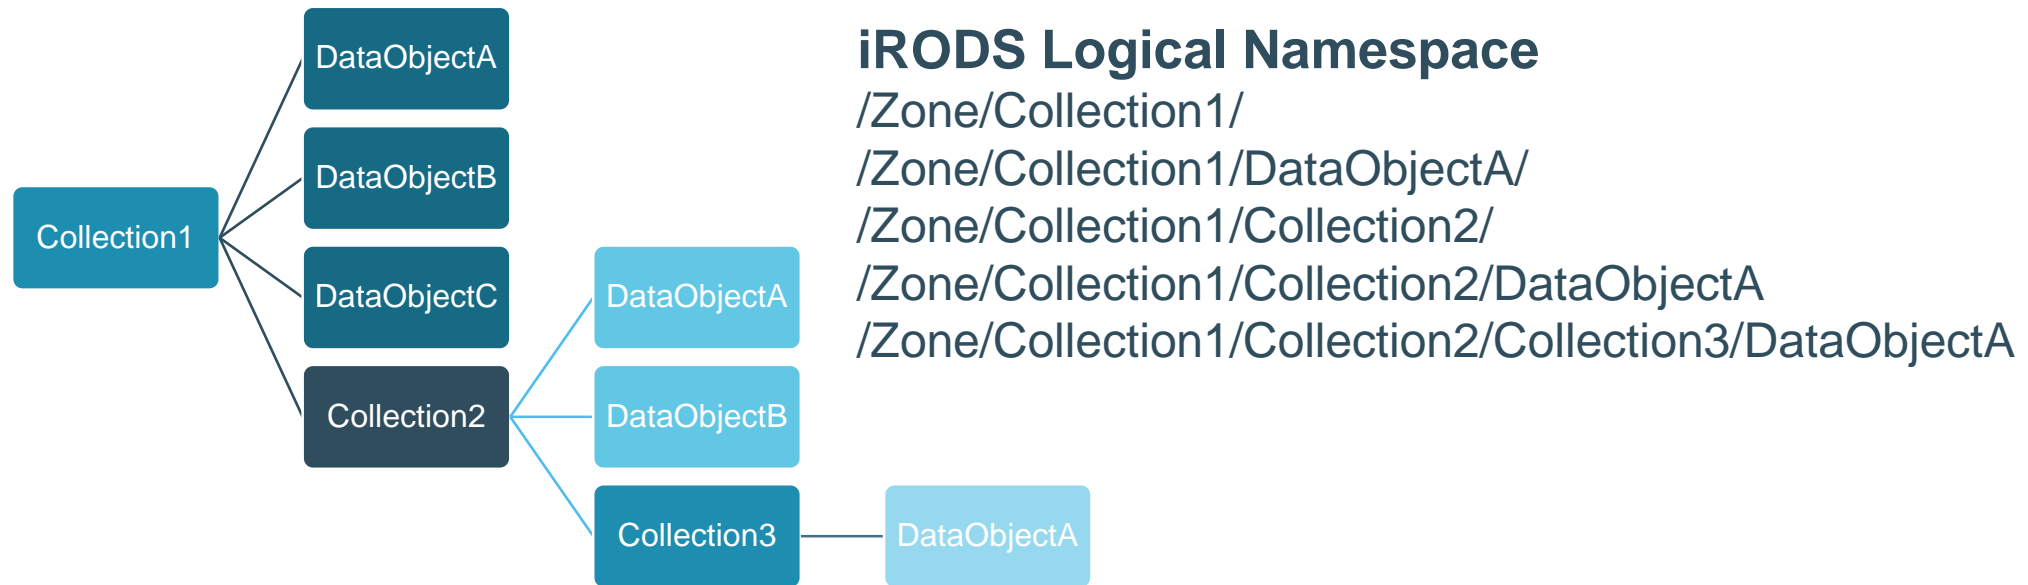 DataObjectA
DataObjectB
Collection1
DataObjectC
Collection2
DataObjectA
DataObjectB
Collection3
DataObjectA
iRODS Logical Namespace
/Zone/Collection1/
/Zone/Collection1/DataObjectA/
/Zone/Collection1/Collection2/
/Zone/Collection1/Collection2/DataObjectA
/Zone/Collection1/Collection2/Collection3/DataObjectA